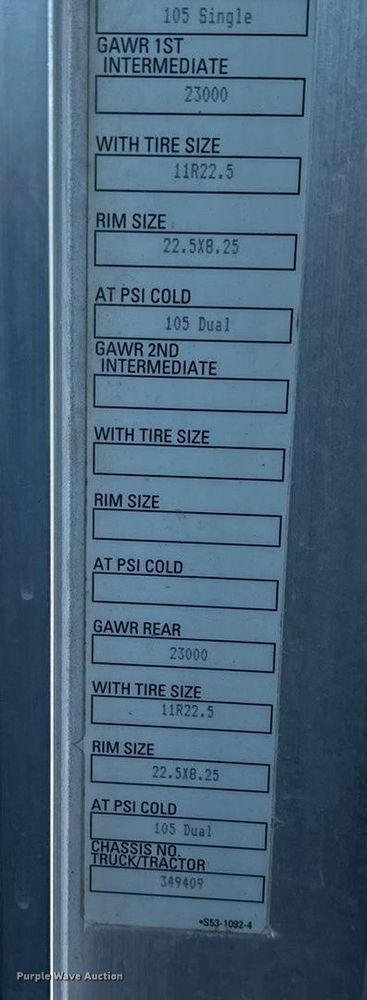 105 Single
GAWR 1ST
INTERMEDIATE
23000
WITH TIRE SIZE
11R22.5
RIM SIZE
22.5X8.25
AT PSI COLD
105 Dual
GAWR 2ND
INTERMEDIATE
WITH TIRE SIZE
RIM SIZE
AT PSI COLD
GAWR REAR
23000
WITH TIRE SIZE
11R22.5
RIM SIZE
22.5X8.25
AT PSI COLD
105 Dual
CHASSIS NO.
TRUCK/TRACTOR
349409
*S53-1092-4
Purple Wave Auction